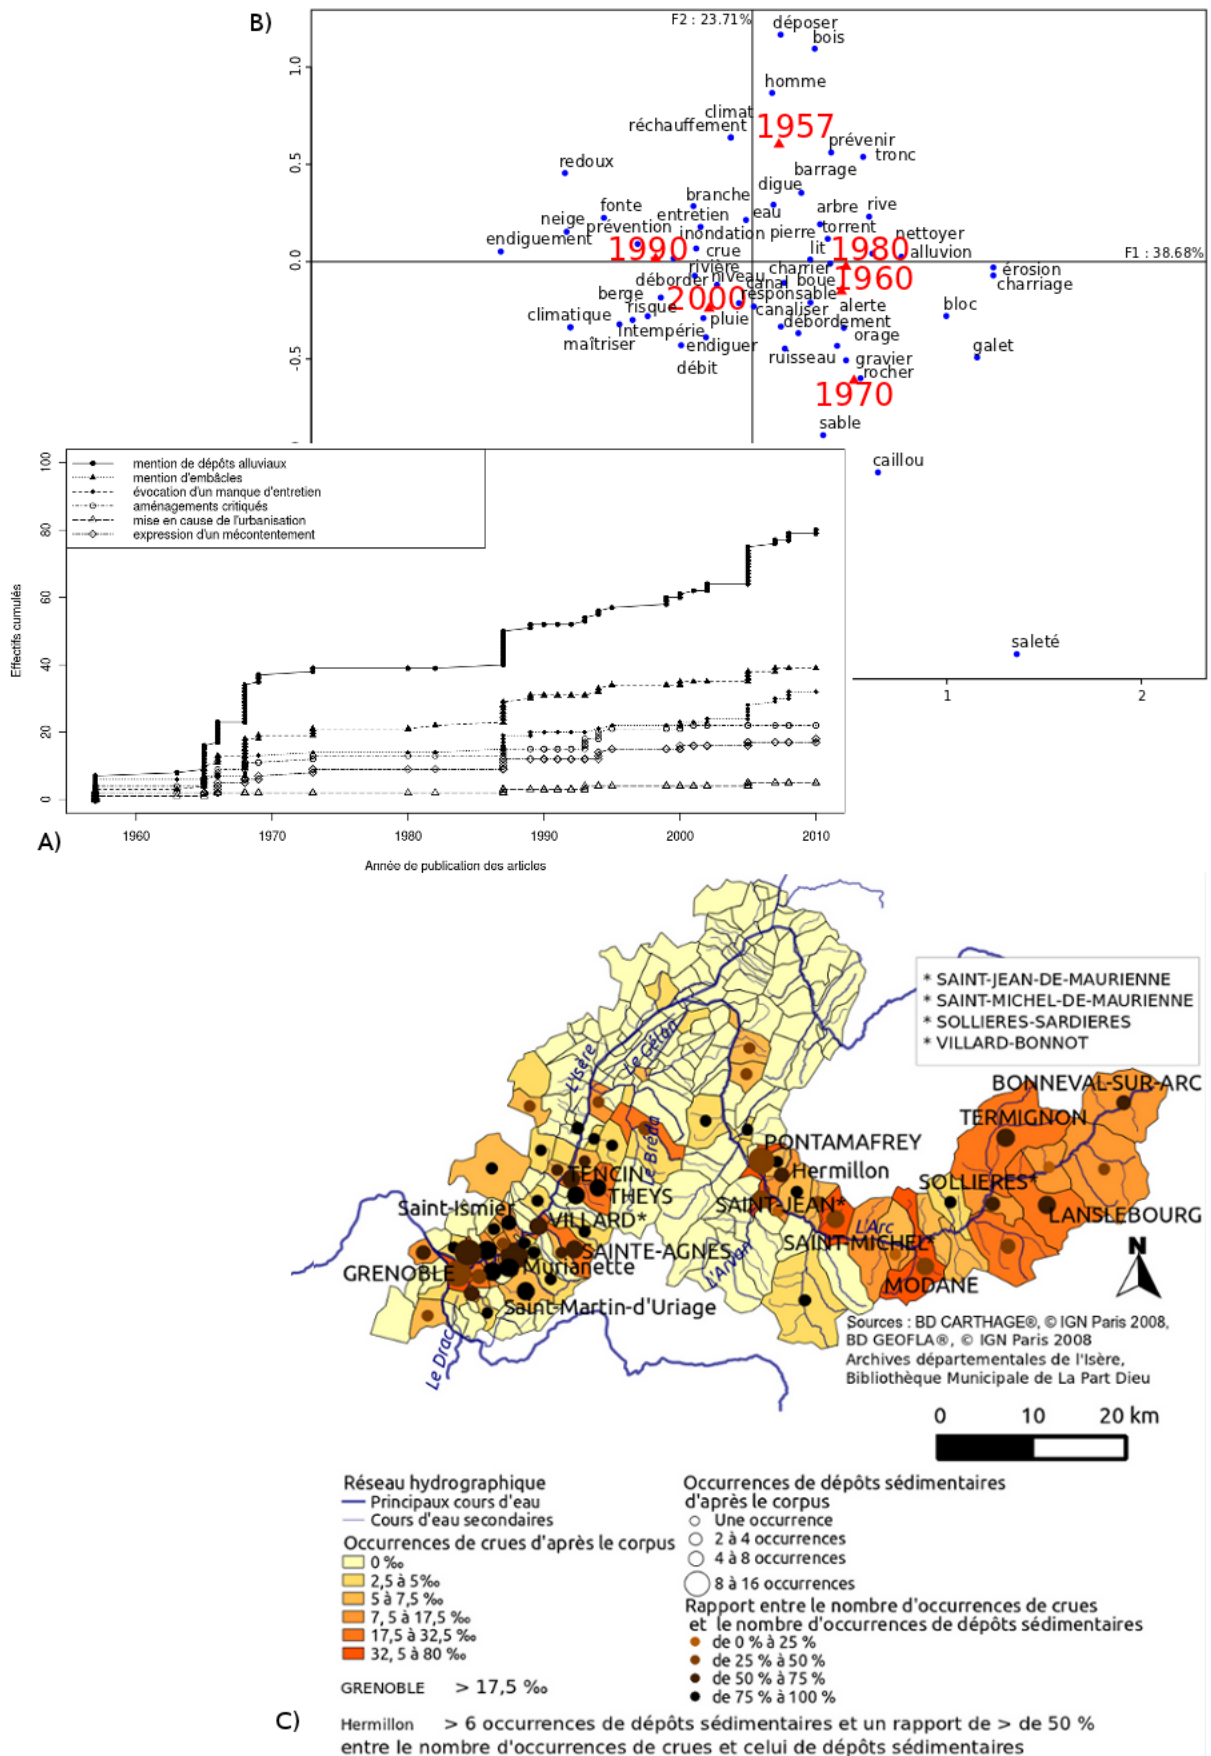 B)
F2 : 23.71%
déposer
bois
1.0
homme
climat
réchauffement
1957
prévenir
tronc
0.5
redoux
barrage
digue
branche
fonte
entretien
eau
arbre
rive
neige
prévention
inondation
pierre
torrent
nettoyer
endiguement
1990
crue
lit
1980
alluvion
F1 : 38.68%
0.0
rivière
charrier
érosion
déborder
niveau
canal
boue
1960
charriage
berge
2000
responsable
alerte
bloc
climatique
risque
pluie
canaliser
débordement
maîtriser
Intempérie
endiguer
orage
galet
-0.5
débit
ruisseau
gravier
rocher
1970
sable
caillou
saleté
1
2
mention de dépôts alluviaux
mention d'embâcles
évocation d'un manque d'entretien
aménagements critiqués
mise en cause de l'urbanisation
expression d'un mécontentement
100
80
60
40
20
0
Effectifs cumulés
1960
1970
1980
1990
2000
2010
A)
Année de publication des articles
* SAINT-JEAN-DE-MAURIENNE
* SAINT-MICHEL-DE-MAURIENNE
* SOLLIERES-SARDIERES
* VILLARD-BONNOT
L'Isère
Le Gélon
Le Bréda
BONNEVAL-SUR-ARC
TERMIGNON
PONTAMAFREY
Hermillon
TENCIN
THEYS
SOLLIERES*
Saint-Ismier
VILLARD*
SAINT-JEAN*
LANSLEBOURG
L'Arc
SAINT-MICHEL*
SAINTE-AGNES
L'Arvan
GRENOBLE
Murianette
MODANE
N
Saint-Martin-d'Uriage
Le Drac
Sources : BD CARTHAGE®, © IGN Paris 2008,
BD GEOFLA®, © IGN Paris 2008
Archives départementales de l'Isère,
Bibliothèque Municipale de La Part Dieu
0 10 20 km
Réseau hydrographique
Principaux cours d'eau
Cours d'eau secondaires
Occurrences de crues d'après le corpus
0 ‰
2,5 à 5‰
5 à 7,5 ‰
7, 5 à 17,5 ‰
17,5 à 32,5 ‰
32, 5 à 80 ‰
GRENOBLE > 17,5 ‰
Occurrences de dépôts sédimentaires
d'après le corpus
Une occurrence
2 à 4 occurrences
4 à 8 occurrences
8 à 16 occurrences
Rapport entre le nombre d'occurrences de crues
et le nombre d'occurrences de dépôts sédimentaires
de 0 % à 25 %
de 25 % à 50 %
de 50 % à 75 %
de 75 % à 100 %
C)
Hermillon > 6 occurrences de dépôts sédimentaires et un rapport de > de 50 %
entre le nombre d'occurrences de crues et celui de dépôts sédimentaires